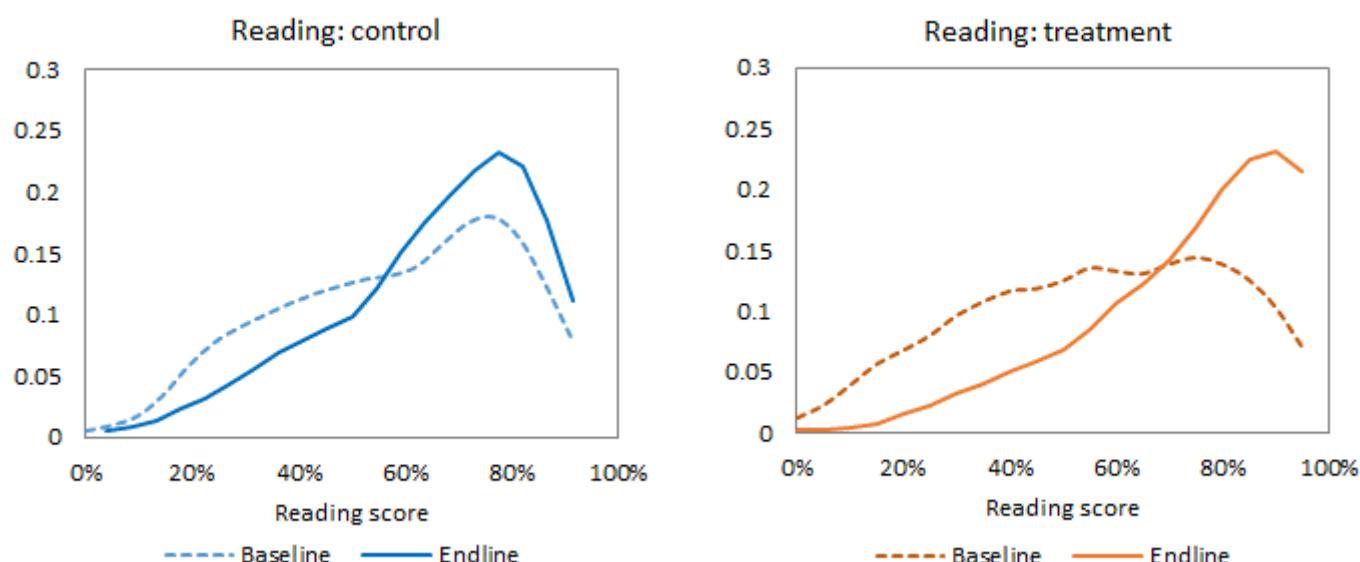 Reading: control
0.3
0.25
0.2
0.15
0.1
0.05
0
0% 20% 40% 60% 80% 100%
Reading score
Baseline Endline
Reading: treatment
0.3
0.25
0.2
0.15
0.1
0.05
0
0% 20% 40% 60% 80% 100%
Reading score
Baseline Endline